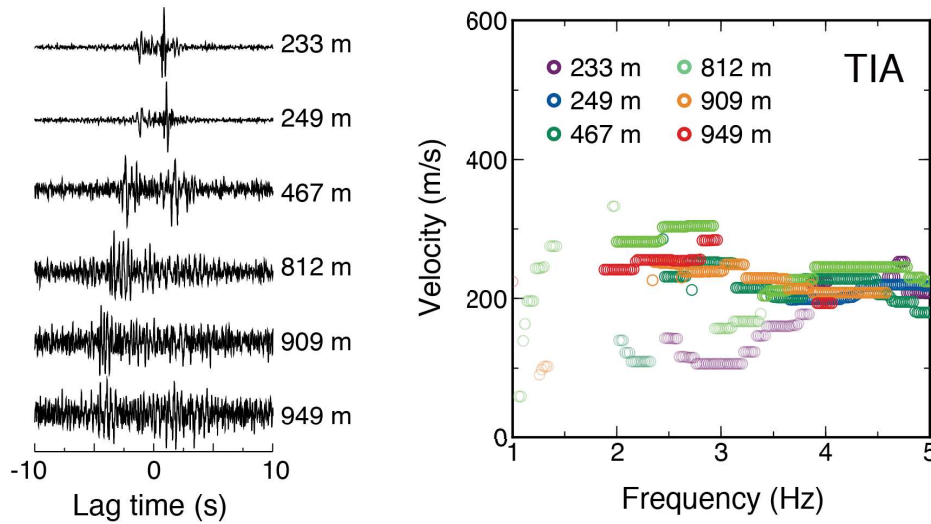 233 m
249 m
467 m
812 m
909 m
949 m
-10 0 10
Lag time (s)
600
400
200
0
Velocity (m/s)
TIA
233 m 812 m
249 m 909 m
467 m 949 m
1 2 3 4 5
Frequency (Hz)